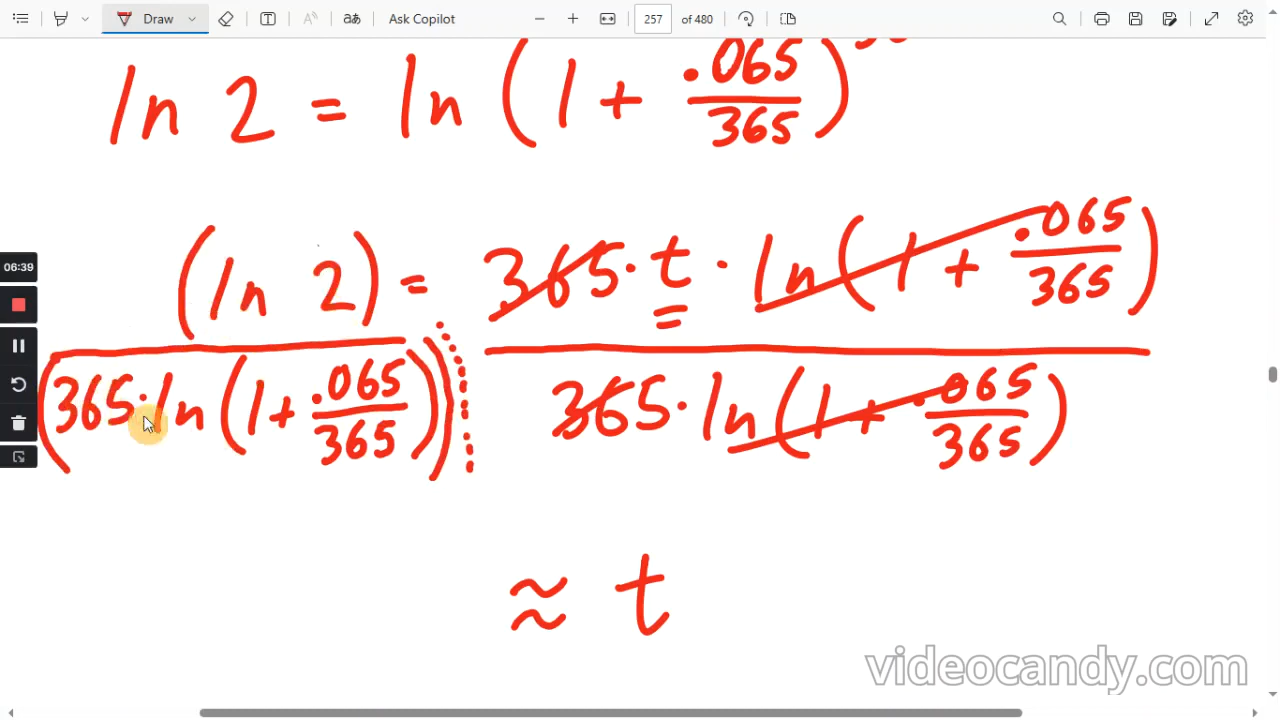 Draw Ask Copilot 257 of 480
ln 2 = ln (1 + .065/365)
06:39
(ln 2) = 365 · t · ln (1 + .065/365)
(365 · ln (1 + .065/365)) 365 · ln (1 + .065/365)
≈ t
videocandy.com